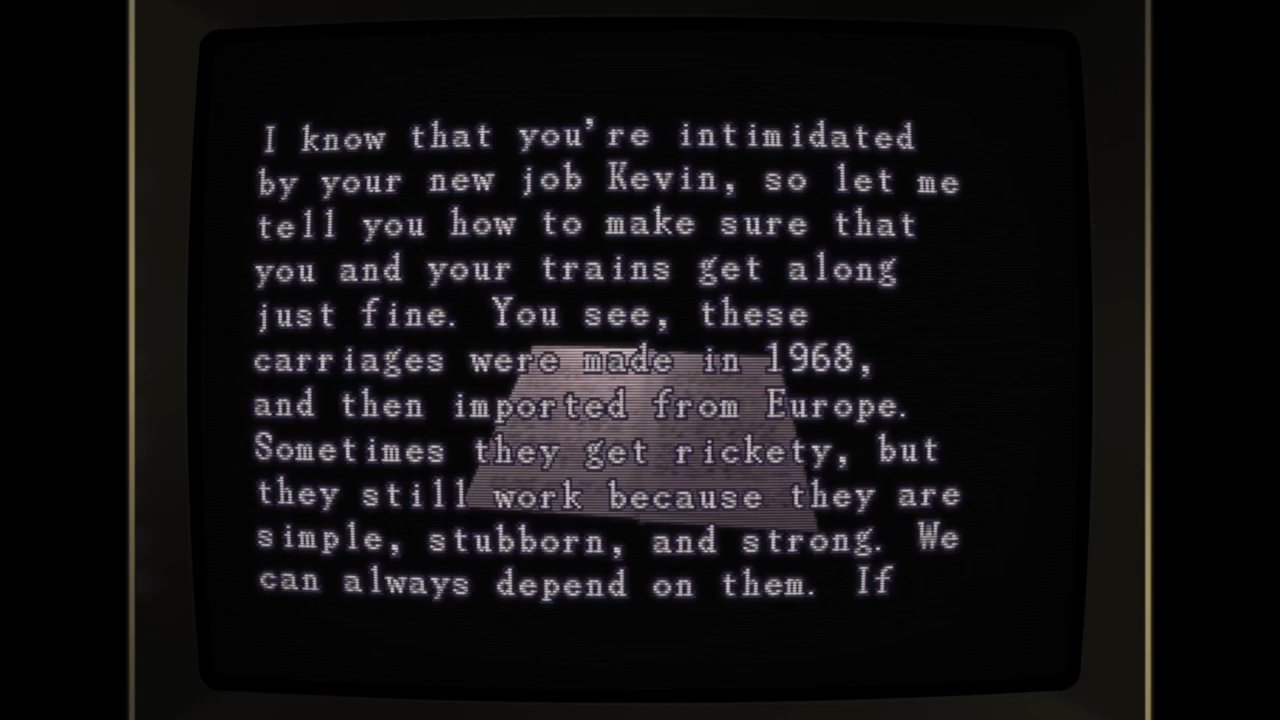 I know that you're intimidated
by your new job Kevin, so let me
tell you how to make sure that
you and your trains get along
just fine. You see, these
carriages were made in 1968,
and then imported from Europe.
Sometimes they get rickety, but
they still work because they are
simple, stubborn, and strong. We
can always depend on them. If